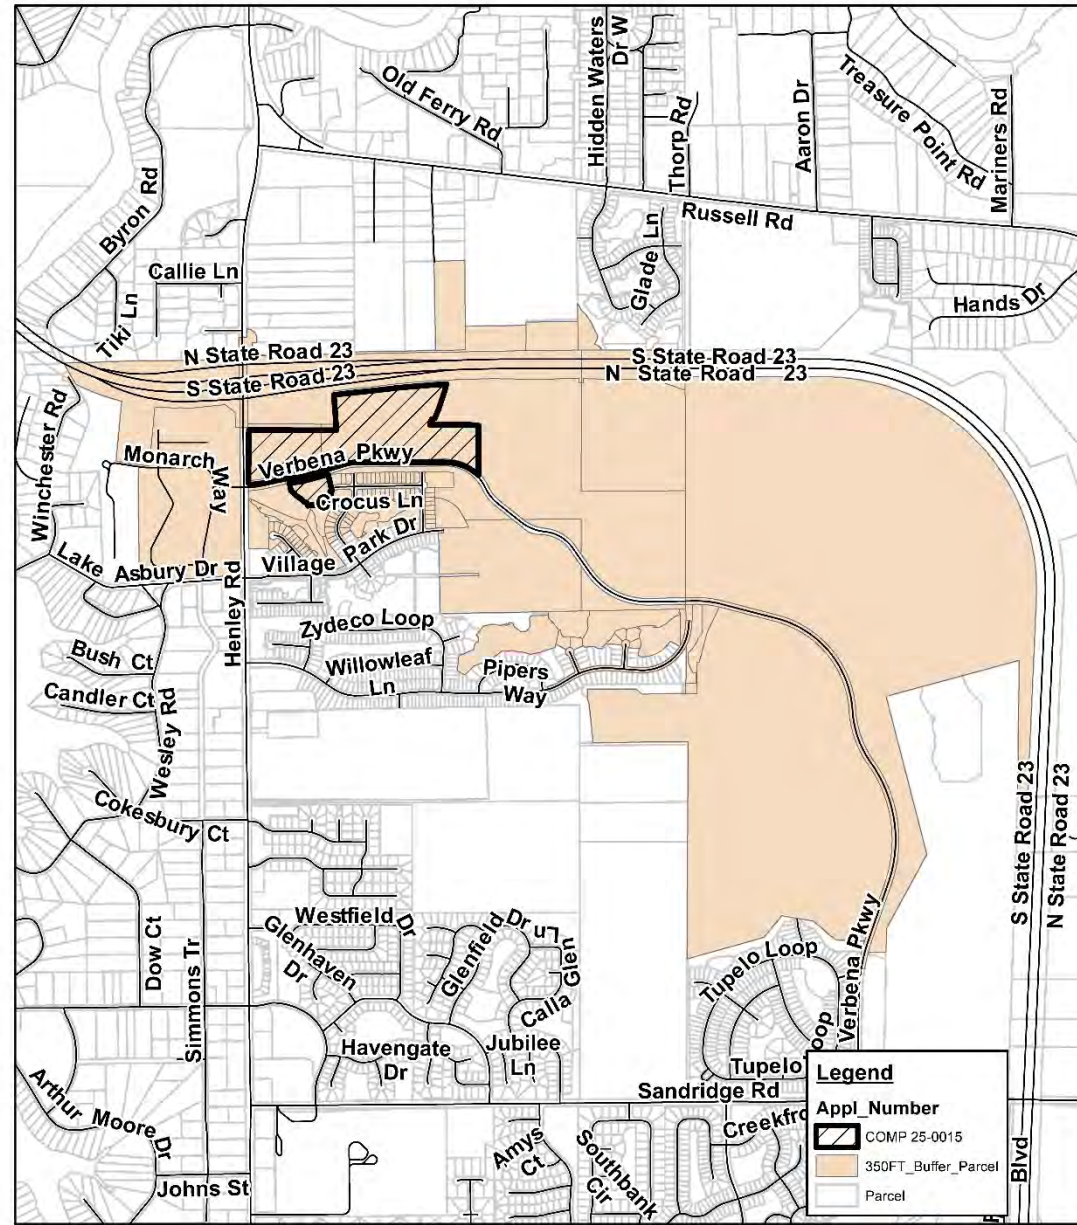 Old Ferry Rd
Hidden Waters
Dr W
Thorp Rd
Aaron Dr
Treasure Point Rd
Mariners Rd
Byron Rd
Russell Rd
Glade Ln
Callie Ln
Tiki Ln
Hands Dr
N State Road 23
S State Road 23
S State Road 23
N State Road 23
Winchester Rd
Monarch
Way
Verbena Pkwy
Crocus Ln
Park Dr
Village
Lake Asbury Dr
Henley Rd
Zydeco Loop
Bush Ct
Willowleaf
Ln
Pipers
Way
Candler Ct
Wesley Rd
Cokesbury Ct
S State Road 23
N State Road 23
Westfield Dr
Glenhaven
Dr
Glenfield Dr
Calla Glen Ln
Dow Ct
Simmons Tr
Tupelo Loop
Verbena Pkwy
Havengate
Dr
Jubilee
Ln
Tupelo
oop
Sandridge Rd
Arthur Moore Dr
Amys
Ct
Southbank
Cir
Creekfro
Johns St
Blvd
Legend
Appl_Number
COMP 25-0015
350FT_Buffer_Parcel
Parcel